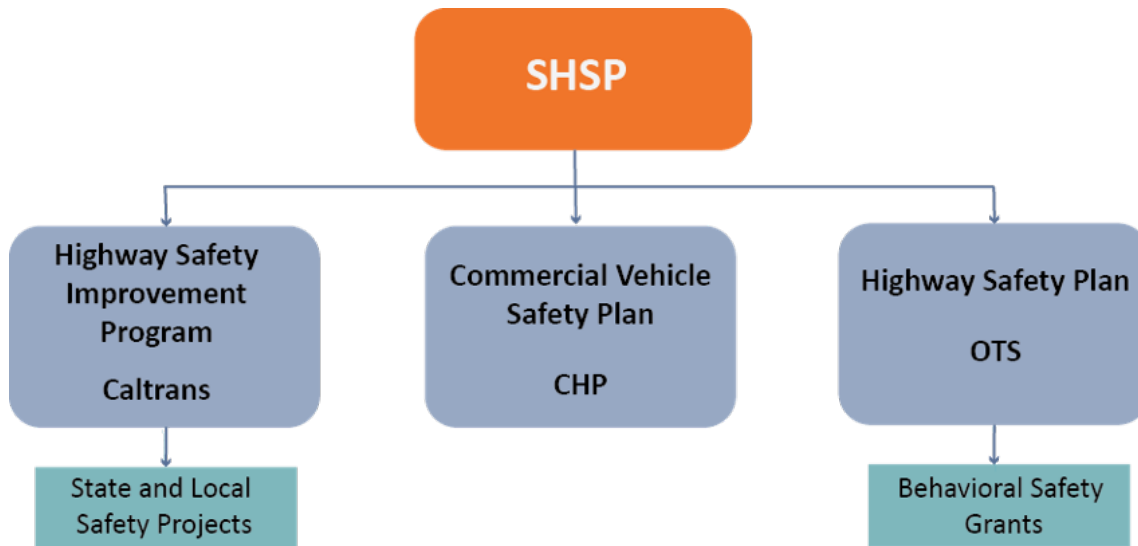 SHSP
Highway Safety
Improvement
Program
Caltrans
Commercial Vehicle
Safety Plan
CHP
Highway Safety Plan
OTS
State and Local
Safety Projects
Behavioral Safety
Grants